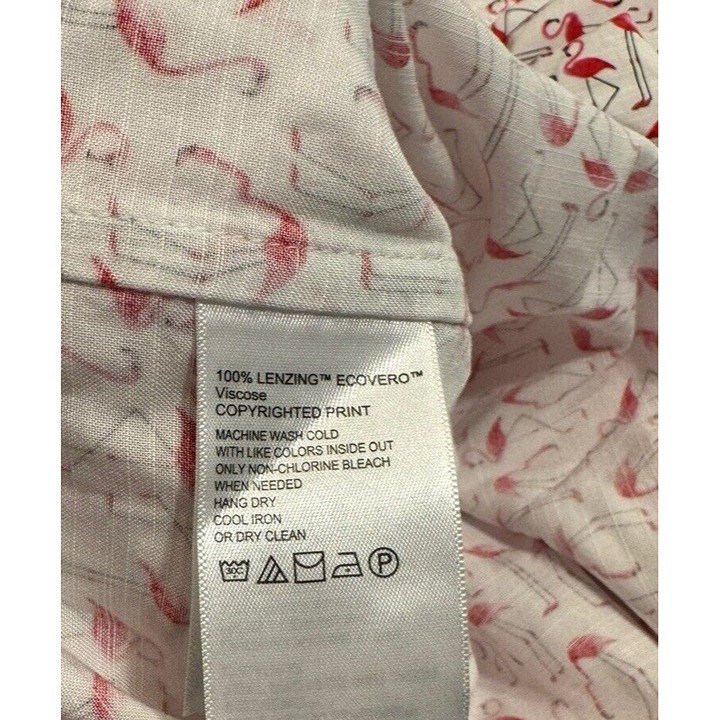 100% LENZING™ ECOVERO™
Viscose
COPYRIGHTED PRINT
MACHINE WASH COLD
WITH LIKE COLORS INSIDE OUT
ONLY NON-CHLORINE BLEACH
WHEN NEEDED
HANG DRY
COOL IRON
OR DRY CLEAN
30C P